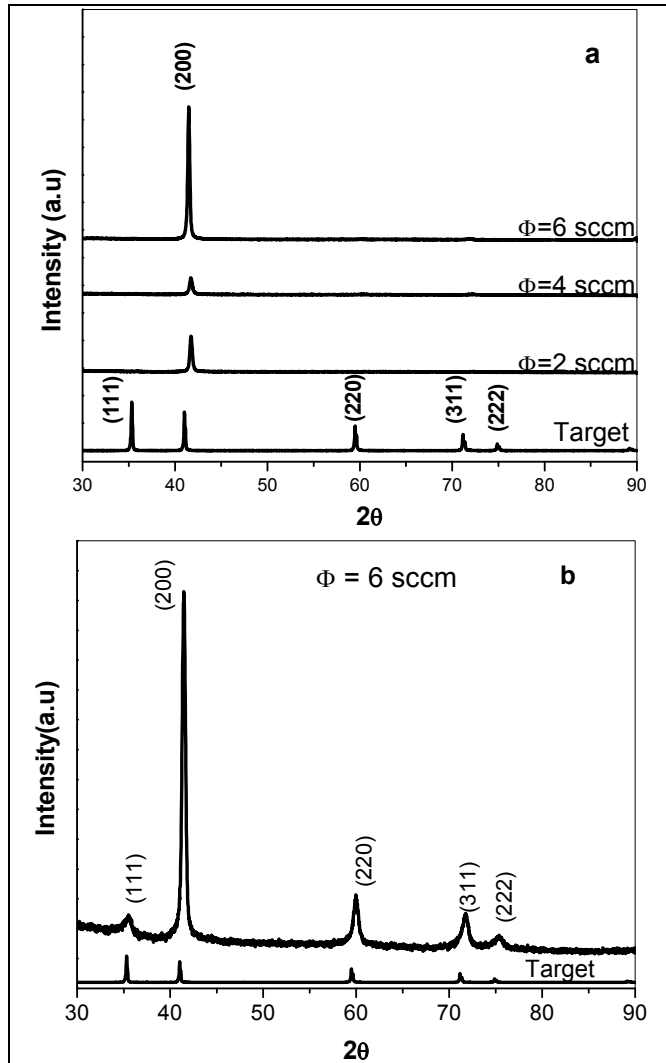 a
(200)
Φ=6 sccm
Φ=4 sccm
Φ=2 sccm
(111)
(220)
(311)
(222)
Target
Intensity (a.u)
30 40 50 60 70 80 90
2θ
b
Φ = 6 sccm
(200)
(111)
(220)
(311)
(222)
Target
Intensity(a.u)
30 40 50 60 70 80 90
2θ